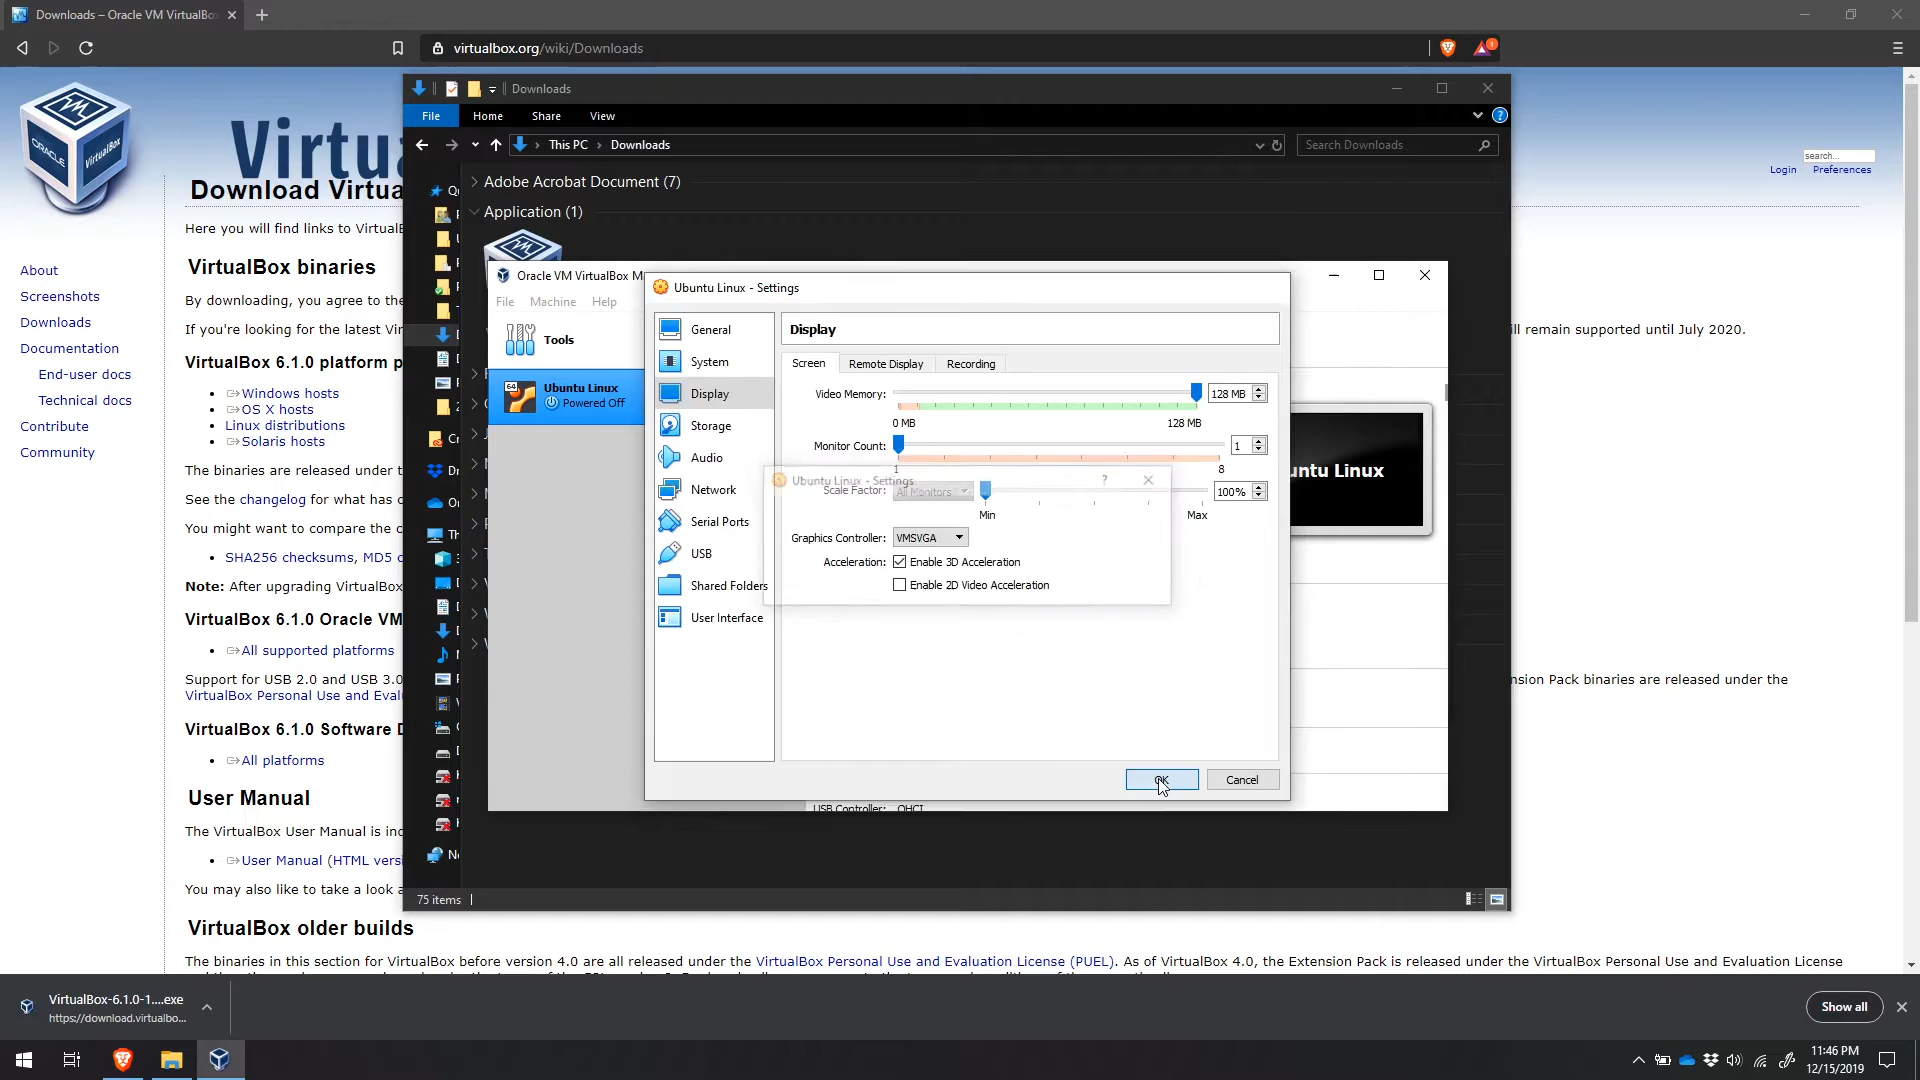 Downloads – Oracle VM VirtualBo
virtualbox.org/wiki/Downloads
1
ORACLE
VirtualBox
Virtu
Download Virtua
search...
Login
Preferences
About
Screenshots
Downloads
Documentation
End-user docs
Technical docs
Contribute
Community
Here you will find links to VirtualB
VirtualBox binaries
By downloading, you agree to the
If you're looking for the latest Vir
ill remain supported until July 2020.
VirtualBox 6.1.0 platform p
Windows hosts
OS X hosts
Linux distributions
Solaris hosts
The binaries are released under t
See the changelog for what has c
You might want to compare the c
SHA256 checksums, MD5 c
Note: After upgrading VirtualBox
VirtualBox 6.1.0 Oracle VM
All supported platforms
Support for USB 2.0 and USB 3.0
nsion Pack binaries are released under the
VirtualBox Personal Use and Eval
VirtualBox 6.1.0 Software D
All platforms
User Manual
The VirtualBox User Manual is inc
User Manual (HTML versi
You may also like to take a look a
VirtualBox older builds
The binaries in this section for VirtualBox before version 4.0 are all released under the VirtualBox Personal Use and Evaluation License (PUEL). As of VirtualBox 4.0, the Extension Pack is released under the VirtualBox Personal Use and Evaluation License
Downloads
File
Home
Share
View
This PC
Downloads
Search Downloads
Adobe Acrobat Document (7)
Application (1)
75 items
Oracle VM VirtualBox M
File
Machine
Help
Tools
64
Ubuntu Linux
Powered Off
untu Linux
USB Controller: OHCI
Ubuntu Linux - Settings
General
System
Display
Storage
Audio
Network
Serial Ports
USB
Shared Folders
User Interface
Display
Screen
Remote Display
Recording
Video Memory:
128 MB
0 MB
128 MB
Monitor Count:
1
1
8
Ubuntu Linux - Settings
Scale Factor:
All Monitors
100%
Min
Max
Graphics Controller:
VMSVGA
Acceleration:
Enable 3D Acceleration
Enable 2D Video Acceleration
OK
Cancel
VirtualBox-6.1.0-1....exe
https://download.virtualbo...
Show all
11:46 PM
12/15/2019